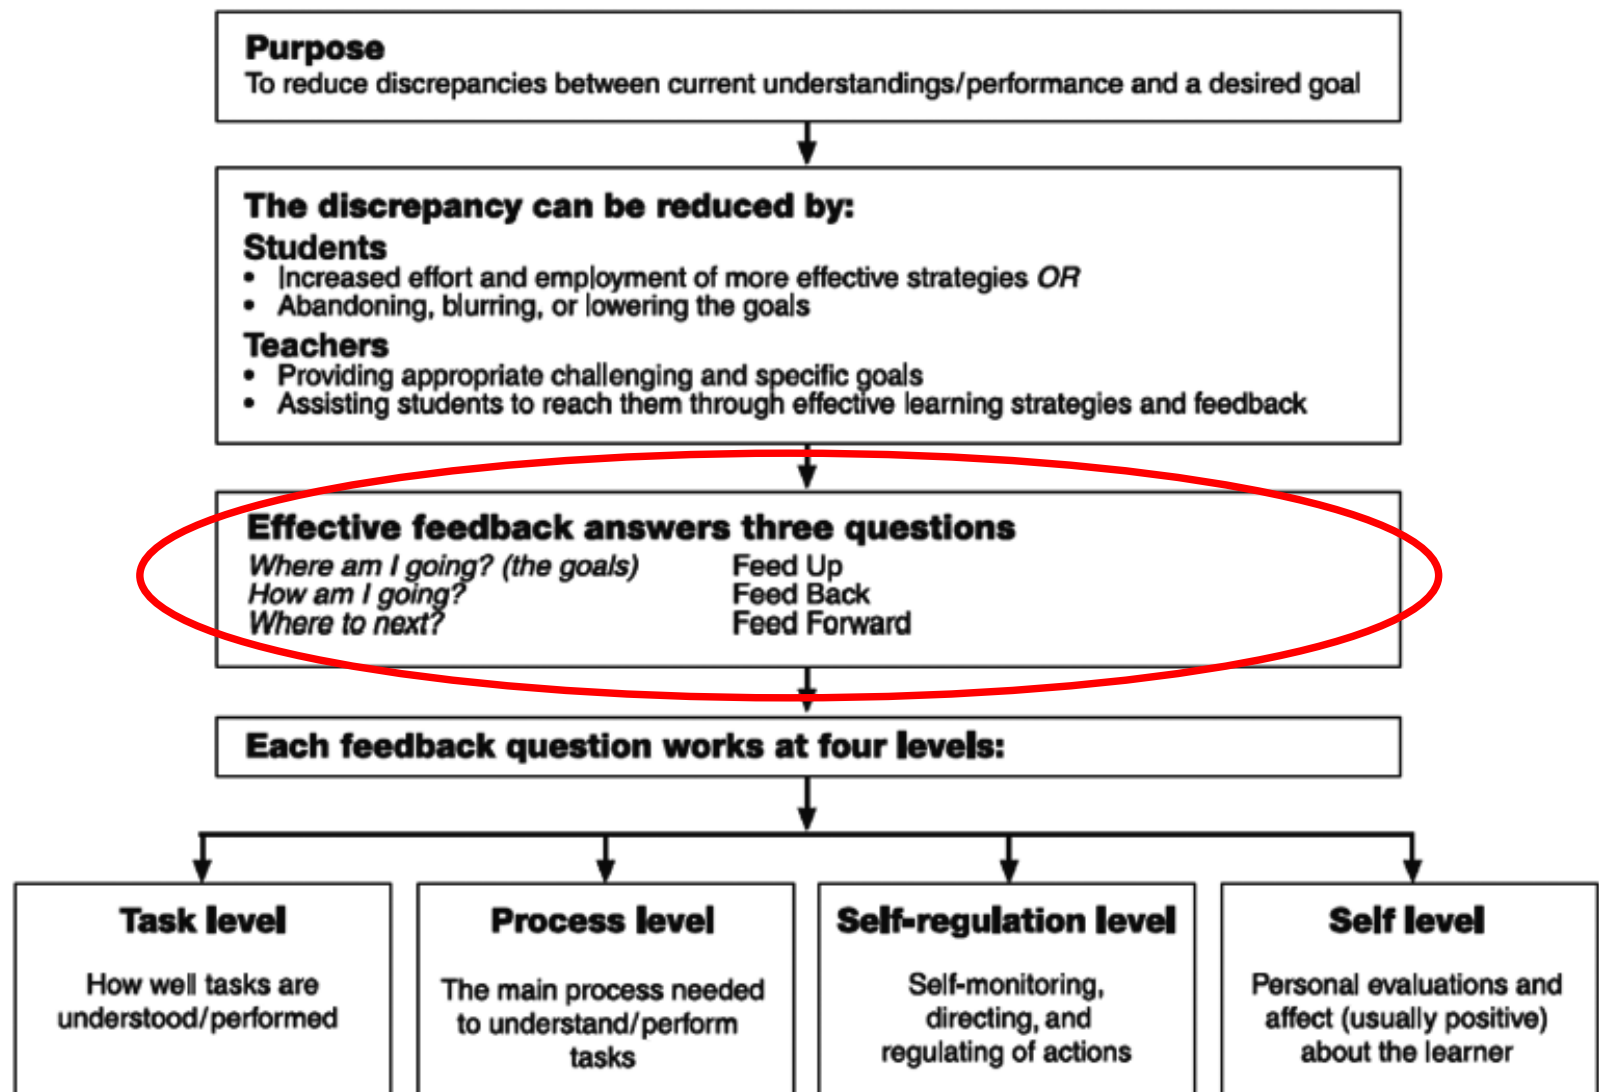 Purpose
To reduce discrepancies between current understandings/performance and a desired goal
The discrepancy can be reduced by:
Students
• Increased effort and employment of more effective strategies OR
• Abandoning, blurring, or lowering the goals
Teachers
• Providing appropriate challenging and specific goals
• Assisting students to reach them through effective learning strategies and feedback
Effective feedback answers three questions
Where am I going? (the goals) Feed Up
How am I going? Feed Back
Where to next? Feed Forward
Each feedback question works at four levels:
Task level
How well tasks are
understood/performed
Process level
The main process needed
to understand/perform
tasks
Self-regulation level
Self-monitoring,
directing, and
regulating of actions
Self level
Personal evaluations and
affect (usually positive)
about the learner